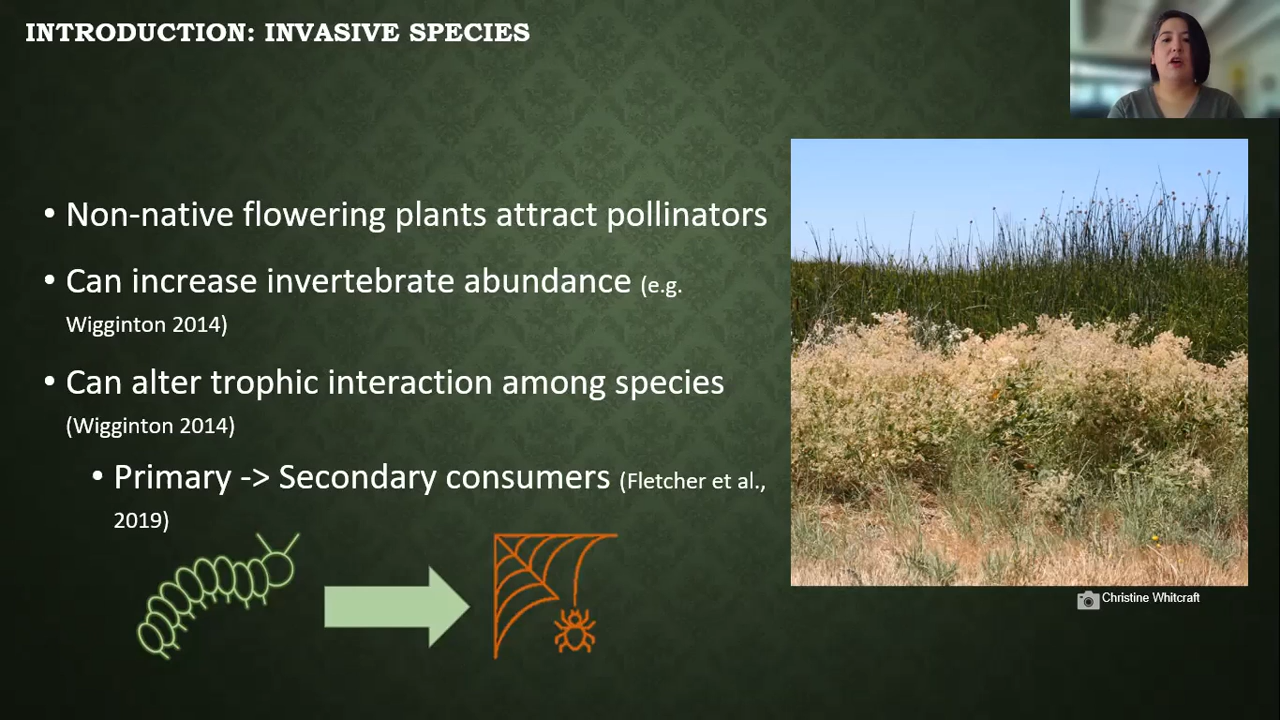 INTRODUCTION: INVASIVE SPECIES
• Non-native flowering plants attract pollinators
• Can increase invertebrate abundance (e.g.
Wigginton 2014)
• Can alter trophic interaction among species
(Wigginton 2014)
• Primary -> Secondary consumers (Fletcher et al.,
2019)
Christine Whitcraft